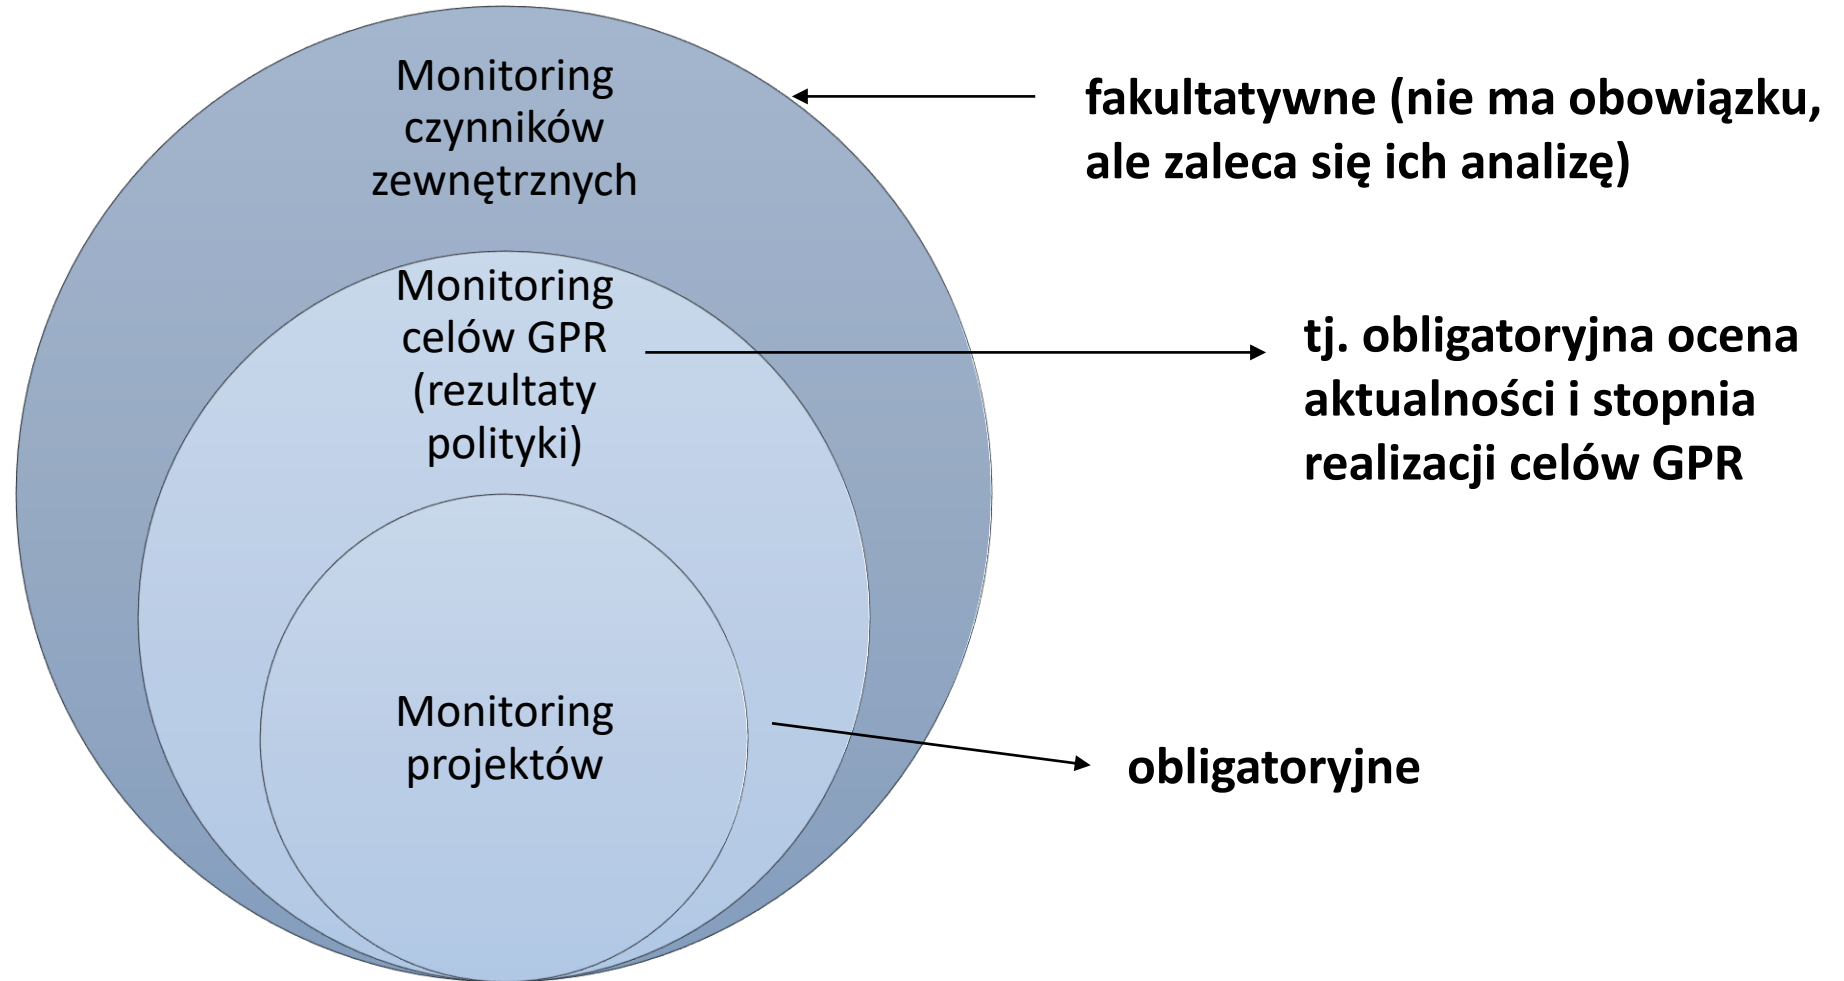 Monitoring
czynników
zewnętrznych
fakultatywne (nie ma obowiązku,
ale zaleca się ich analizę)
Monitoring
celów GPR
(rezultaty
polityki)
tj. obligatoryjna ocena
aktualności i stopnia
realizacji celów GPR
Monitoring
projektów
obligatoryjne